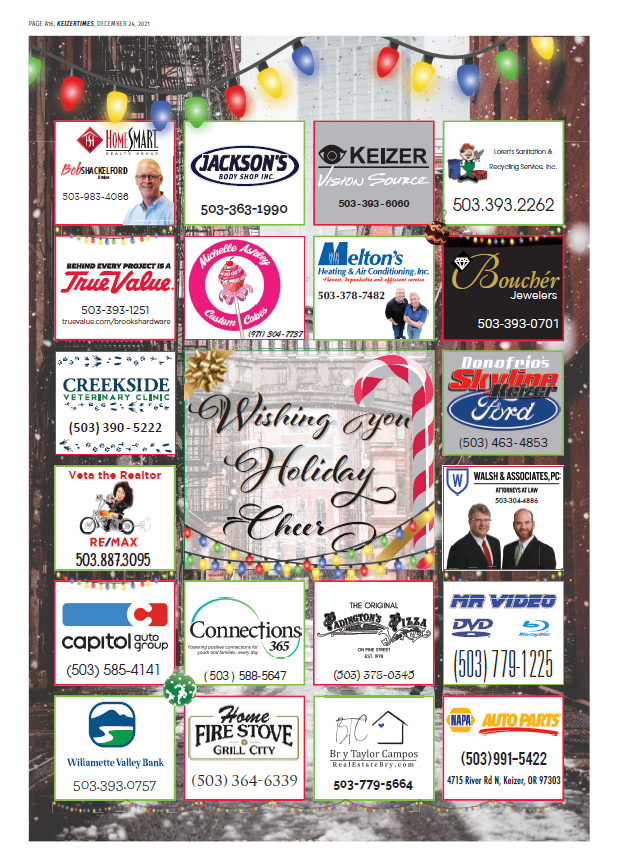 PAGE A16, KEIZERTIMES, DECEMBER 24, 2021
HOMESMART
REALTY GROUP
Bob SHACKELFORD
Broker
503-983-4086
JACKSON'S
BODY SHOP INC.
503-363-1990
KEIZER
VISION SOURCE
503-393-6060
Loren's Sanitation &
Recycling Service, Inc.
503.393.2262
BEHIND EVERY PROJECT IS A
True Value.
503-393-1251
truevalue.com/brookshardware
Michelle Ashley
Custom Cakes
(971) 304-7737
Melton's
Heating & Air Conditioning, Inc.
Honest, dependable and efficient service
503-378-7482
Bouchér
Jewelers
503-393-0701
CREEKSIDE
VETERINARY CLINIC
(503) 390-5222
Wishing you
Holiday
Cheer
Donofrio's
Skyline
Keizer
Ford
(503) 463-4853
Veta the Realtor
RE/MAX
503.887.3095
W
WALSH & ASSOCIATES, PC
ATTORNEYS AT LAW
503-304-4886
capitol auto
group
(503) 585-4141
Connections
365
Fostering positive connections for
youth and families...every day
(503) 588-5647
THE ORIGINAL
PADINGTON'S PIZZA
ON PINE STREET
EST. 1978
(503) 378-0345
MR VIDEO
DVD
Blu-ray Disc
(503) 779-1225
Willamette Valley Bank
503.393.0757
Home
FIRE STOVE
GRILL CITY
(503) 364-6339
BTC
Br y Taylor Campos
RealEstateBry.com
503-779-5664
NAPA AUTO PARTS
(503)991-5422
4715 River Rd N, Keizer, OR 97303